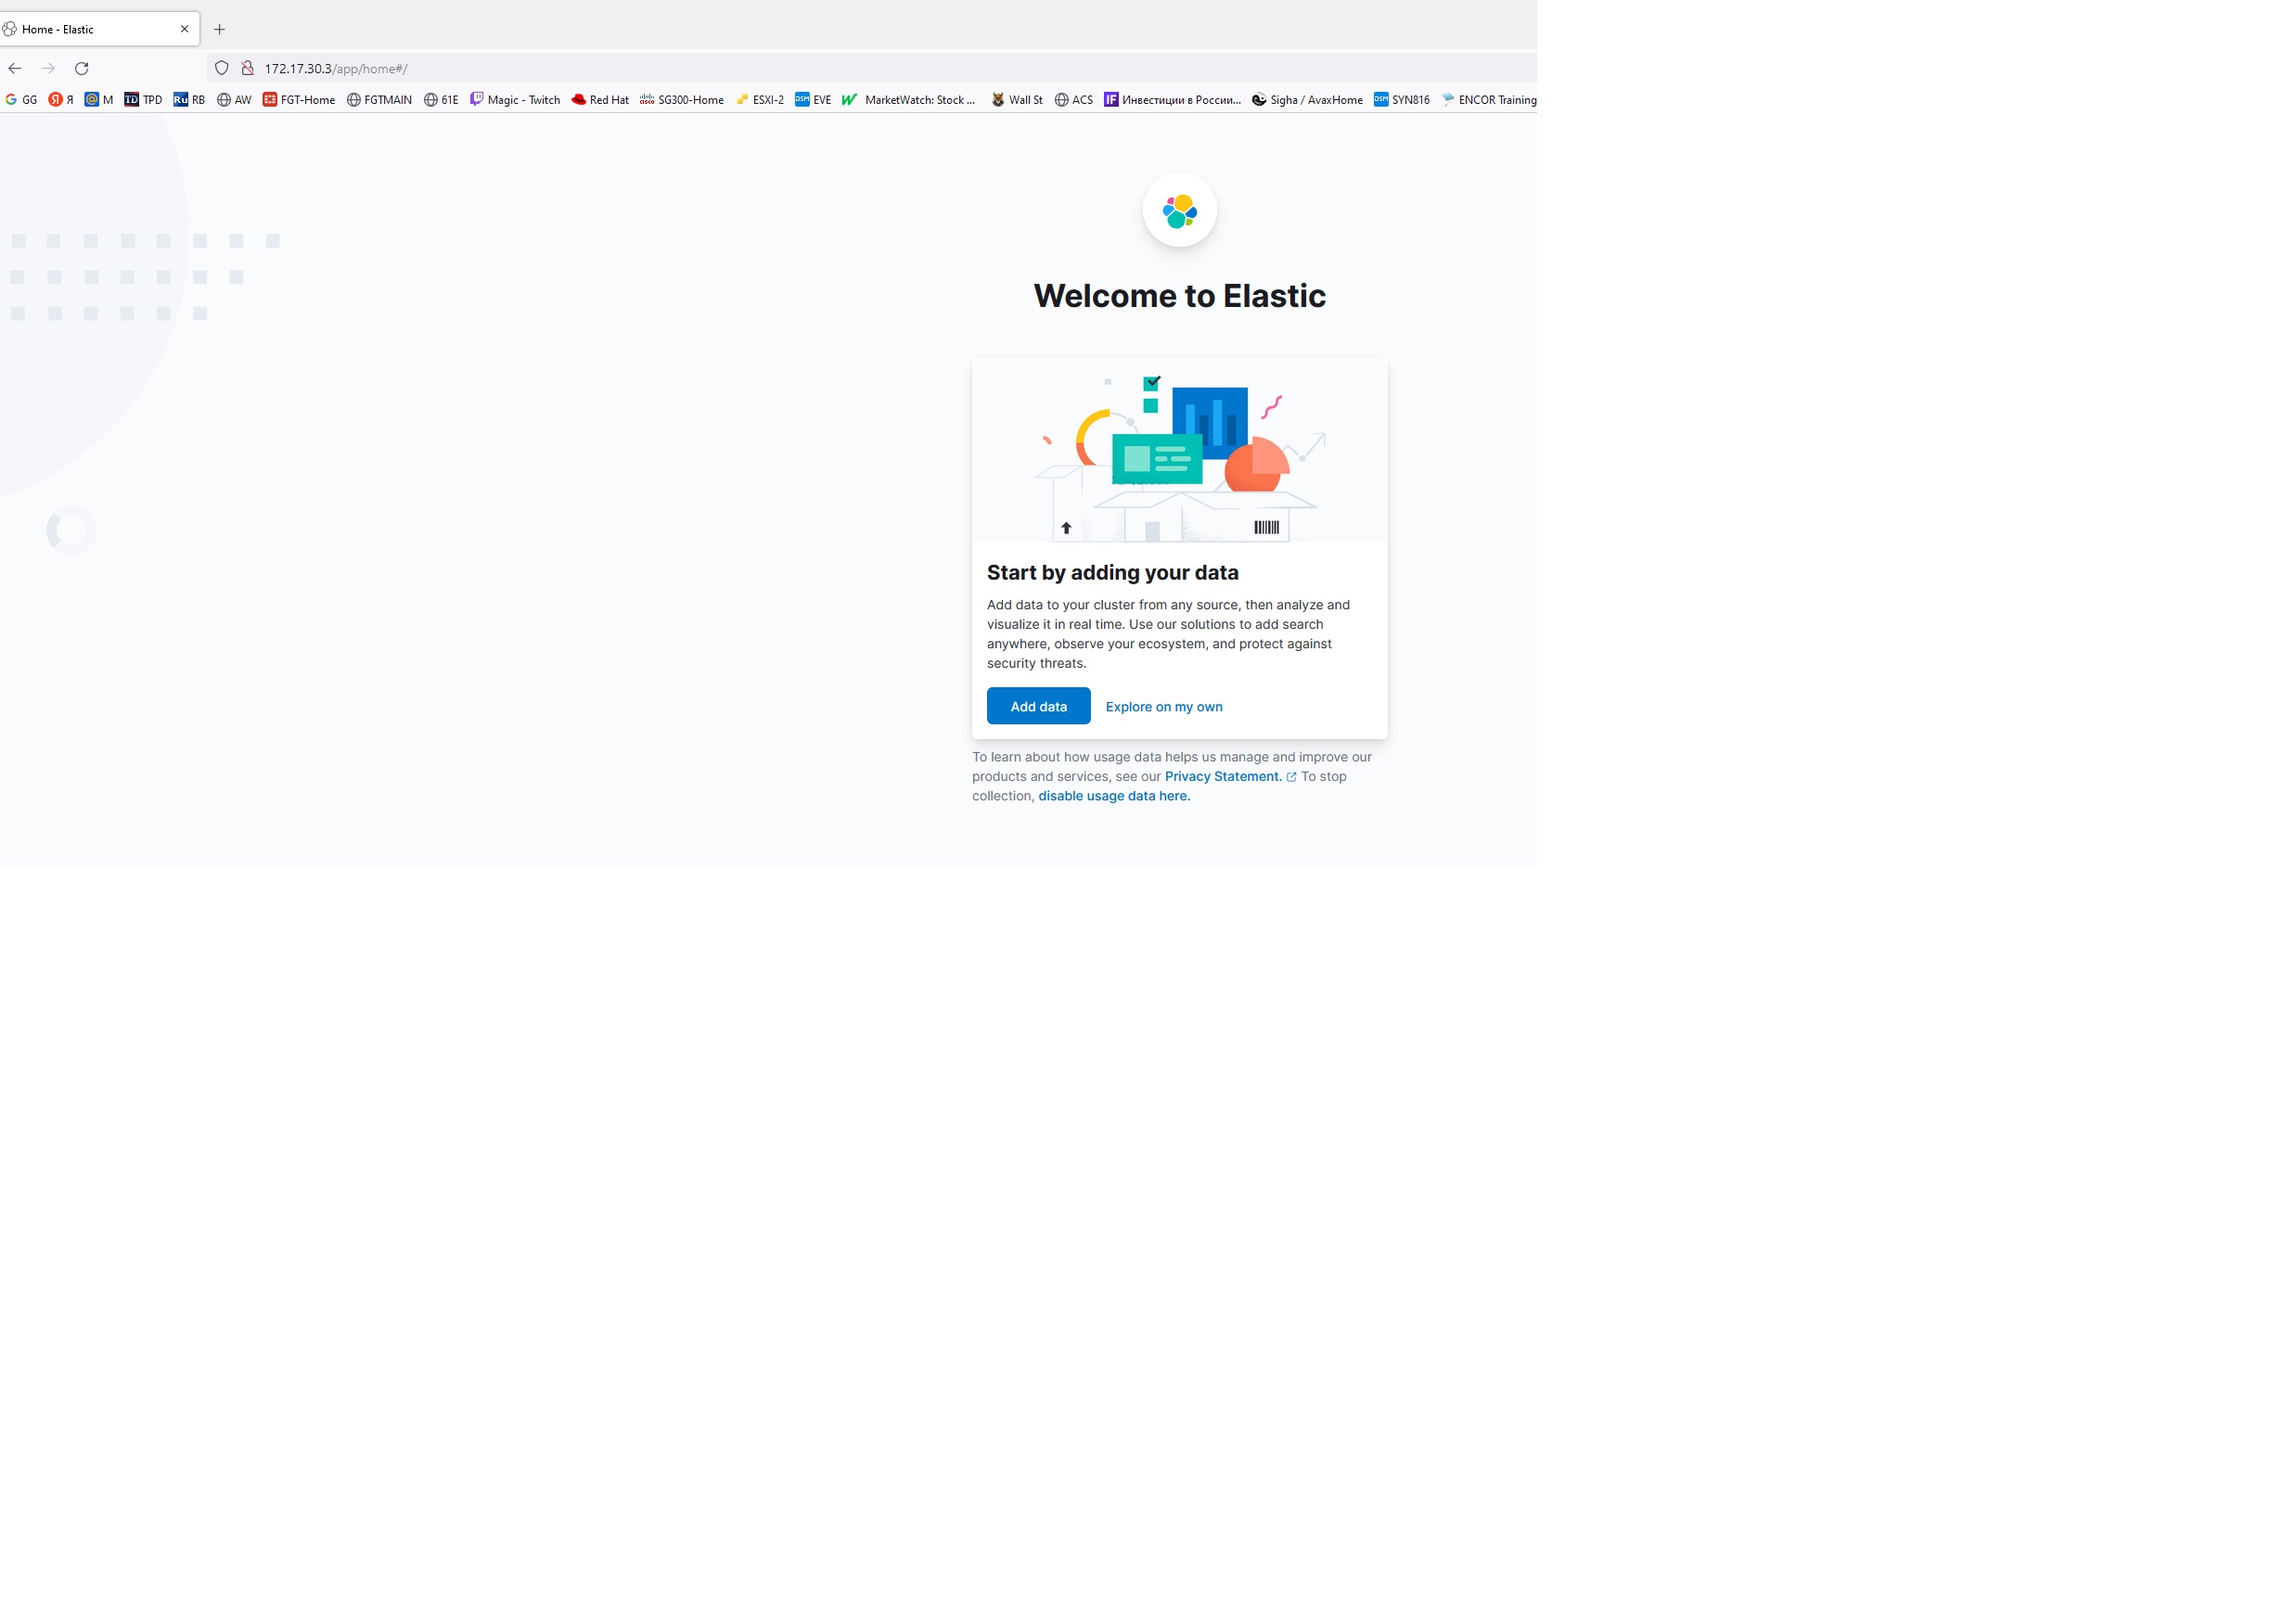 Home - Elastic
172.17.30.3/app/home#/
GG Я M TPD RB AW FGT-Home FGTMAIN 61E Magic - Twitch Red Hat SG300-Home ESXI-2 EVE MarketWatch: Stock ... Wall St ACS Инвестиции в России... Sigha / AvaxHome SYN816 ENCOR Training
Welcome to Elastic
Start by adding your data
Add data to your cluster from any source, then analyze and
visualize it in real time. Use our solutions to add search
anywhere, observe your ecosystem, and protect against
security threats.
Add data Explore on my own
To learn about how usage data helps us manage and improve our
products and services, see our Privacy Statement. To stop
collection, disable usage data here.